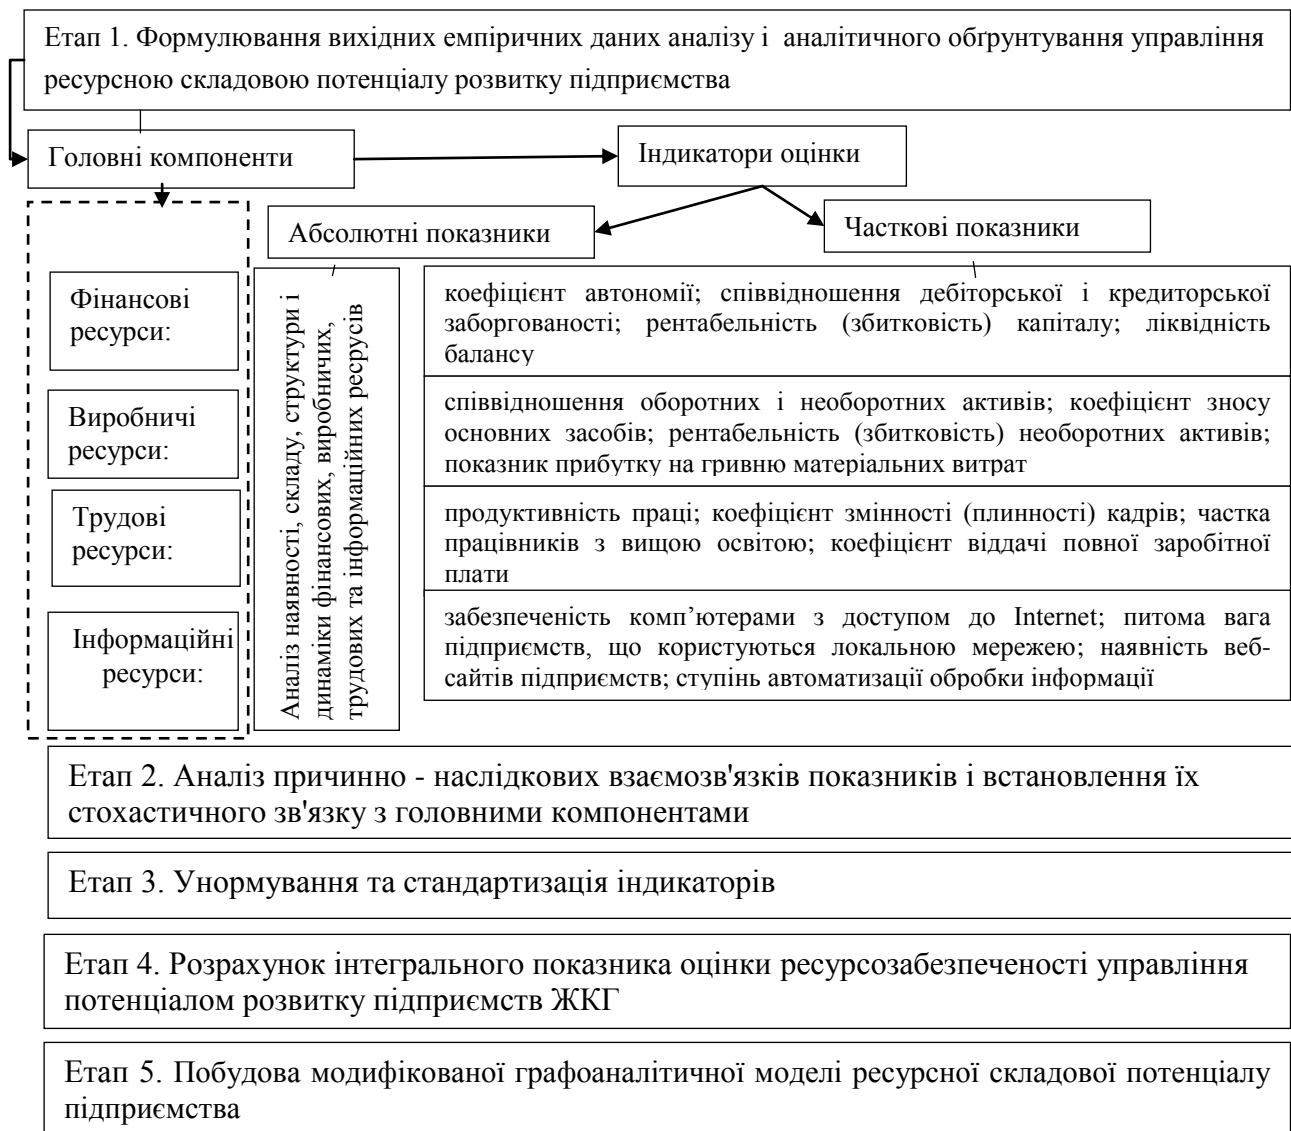 Етап 1. Формулювання вихідних емпіричних даних аналізу і аналітичного обґрунтування управління
ресурсною складовою потенціалу розвитку підприємства
Головні компоненти
Індикатори оцінки
Абсолютні показники
Часткові показники
Фінансові
ресурси:
Виробничі
ресурси:
Трудові
ресурси:
Інформаційні
ресурси:
Аналіз наявності, складу, структури і
динаміки фінансових, виробничих,
трудових та інформаційних ресрусів
коефіцієнт автономії; співвідношення дебіторської і кредиторської
заборгованості; рентабельність (збитковість) капіталу; ліквідність
балансу
співвідношення оборотних і необоротних активів; коефіцієнт зносу
основних засобів; рентабельність (збитковість) необоротних активів;
показник прибутку на гривню матеріальних витрат
продуктивність праці; коефіцієнт змінності (плинності) кадрів; частка
працівників з вищою освітою; коефіцієнт віддачі повної заробітної
плати
забезпеченість комп’ютерами з доступом до Internet; питома вага
підприємств, що користуються локальною мережею; наявність веб-
сайтів підприємств; ступінь автоматизації обробки інформації
Етап 2. Аналіз причинно - наслідкових взаємозв'язків показників і встановлення їх
стохастичного зв'язку з головними компонентами
Етап 3. Унормування та стандартизація індикаторів
Етап 4. Розрахунок інтегрального показника оцінки ресурсозабезпеченості управління
потенціалом розвитку підприємств ЖКГ
Етап 5. Побудова модифікованої графоаналітичної моделі ресурсної складової потенціалу
підприємства